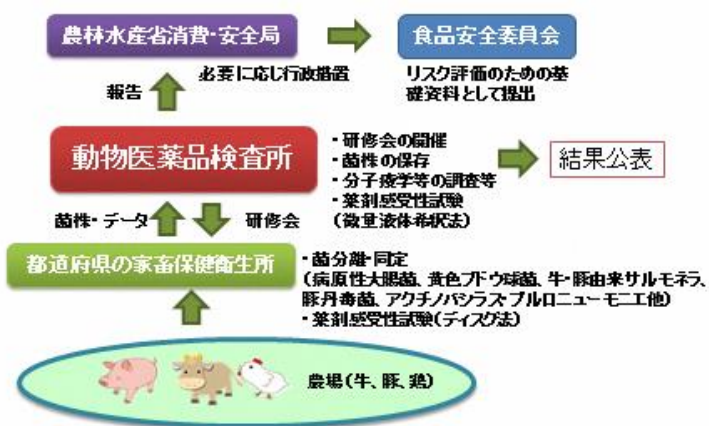 農林水産省消費・安全局
食品安全委員会
報告
必要に応じ行政措置
リスク評価のための基
礎資料として提出
動物医薬品検査所
・研修会の開催
・菌株の保存
・分子疫学等の調査等
・薬剤感受性試験
(微量液体希釈法)
結果公表
菌株・データ
研修会
都道府県の家畜保健衛生所
・菌分離・同定
(病原性大腸菌、黄色ブドウ球菌、牛・豚由来サルモネラ、
豚丹毒菌、アクチノバシラス・プルロニューモニエ他)
・薬剤感受性試験(ディスク法)
農場(牛、豚、鶏)